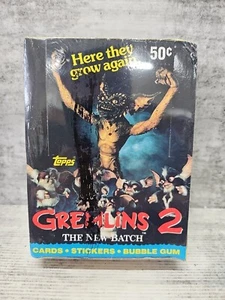 Here they
grow again!
50¢
Topps
GREMLINS 2
THE NEW BATCH
CARDS • STICKERS • BUBBLE GUM